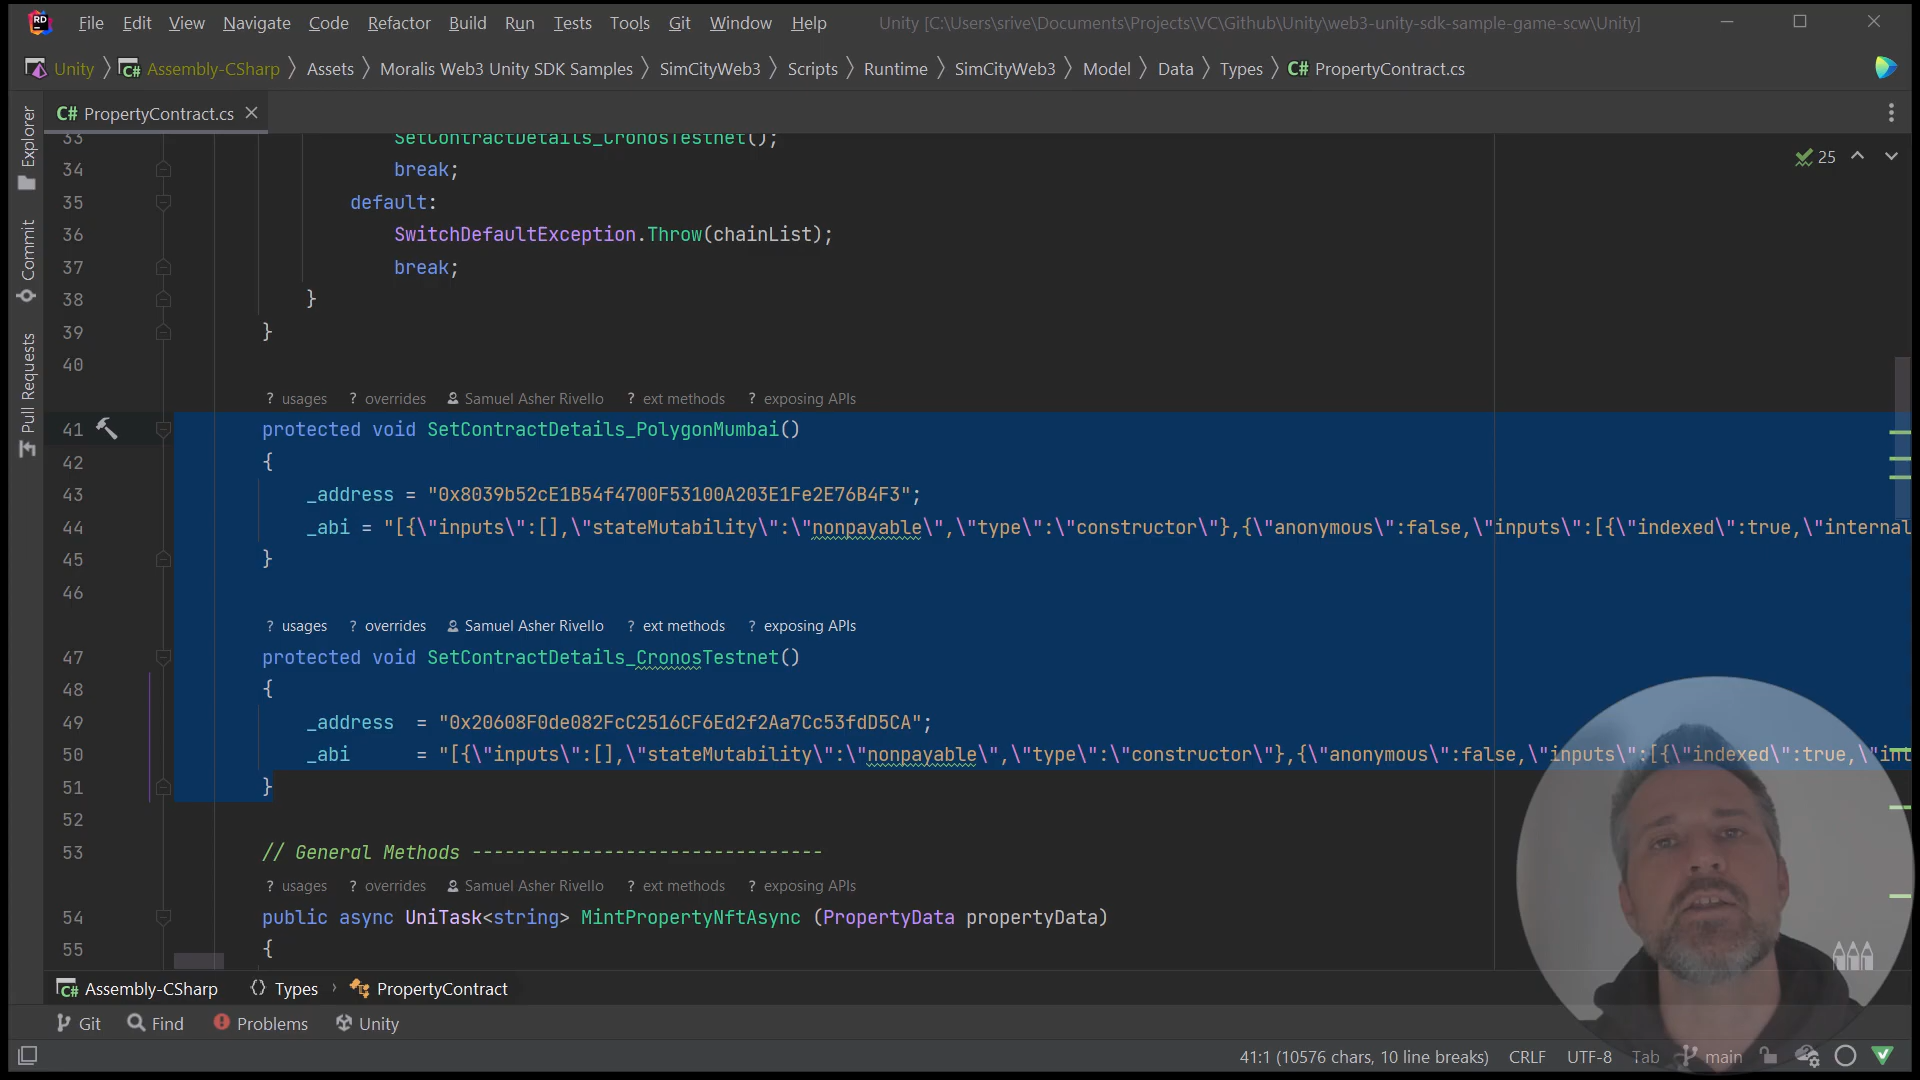 RD File Edit View Navigate Code Refactor Build Run Tests Tools Git Window Help Unity [C:\Users\srive\Documents\Projects\VC\Github\Unity\web3-unity-sdk-sample-game-scw\Unity]
Unity C# Assembly-CSharp Assets Moralis Web3 Unity SDK Samples SimCityWeb3 Scripts Runtime SimCityWeb3 Model Data Types C# PropertyContract.cs
C# PropertyContract.cs
Explorer
Commit
Pull Requests
25
33 SetContractDetails_CronosTestnet();
34 break;
35 default:
36 SwitchDefaultException.Throw(chainList);
37 break;
38 }
39 }
40
? usages ? overrides Samuel Asher Rivello ? ext methods ? exposing APIs
41 protected void SetContractDetails_PolygonMumbai()
42 {
43 _address = "0x8039b52cE1B54f4700F53100A203E1Fe2E76B4F3";
44 _abi = "[{\"inputs\":[],\"stateMutability\":\"nonpayable\",\"type\":\"constructor\"},{\"anonymous\":false,\"inputs\":[{\"indexed\":true,\"internal
45 }
46
? usages ? overrides Samuel Asher Rivello ? ext methods ? exposing APIs
47 protected void SetContractDetails_CronosTestnet()
48 {
49 _address = "0x20608F0de082FcC2516CF6Ed2f2Aa7Cc53fdD5CA";
50 _abi = "[{\"inputs\":[],\"stateMutability\":\"nonpayable\",\"type\":\"constructor\"},{\"anonymous\":false,\"inputs\":[{\"indexed\":true,\"int
51 }
52
53 // General Methods --------------------------------
? usages ? overrides Samuel Asher Rivello ? ext methods ? exposing APIs
54 public async UniTask<string> MintPropertyNftAsync (PropertyData propertyData)
55 {
C# Assembly-CSharp {} Types PropertyContract
Git Find Problems Unity
41:1 (10576 chars, 10 line breaks) CRLF UTF-8 Tab main